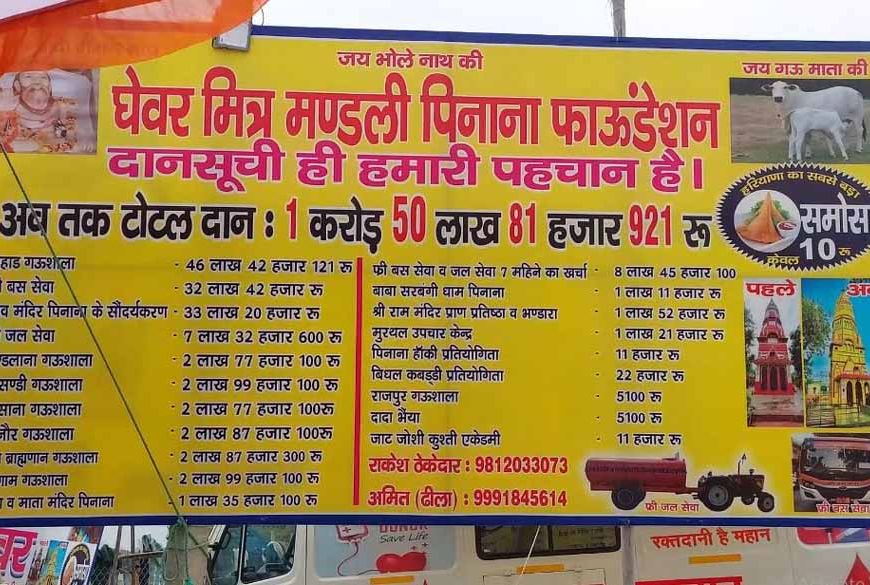 जय भोले नाथ की
जय गऊ माता की
घेवर मित्र मण्डली पिनाना फाऊंडेशन
दानसूची ही हमारी पहचान है।
हरियाणा का सबसे बड़ा
समोस
केवल 10 रू
अब तक टोटल दान : 1 करोड़ 50 लाख 81 हजार 921 रू
हाड गऊशाला - 46 लाख 42 हजार 121 रू
बस सेवा - 32 लाख 42 हजार रू
व मंदिर पिनाना के सौंदर्यकरण - 33 लाख 20 हजार रू
जल सेवा - 7 लाख 32 हजार 600 रू
डलाना गऊशाला - 2 लाख 77 हजार 100 रू
सण्डी गऊशाला - 2 लाख 99 हजार 100 रू
साना गऊशाला - 2 लाख 77 हजार 100रू
नौर गऊशाला - 2 लाख 87 हजार 100रू
ब्राह्मणान गऊशाला - 2 लाख 87 हजार 300 रू
गाम गऊशाला - 2 लाख 99 हजार 100 रू
व माता मंदिर पिनाना - 1 लाख 35 हजार 100 रू
फ्री बस सेवा व जल सेवा 7 महिने का खर्चा - 8 लाख 45 हजार 100
बाबा सरबंगी धाम पिनाना - 1 लाख 11 हजार रू
श्री राम मंदिर प्राण प्रतिष्ठा व भण्डारा - 1 लाख 52 हजार रू
मुरथल उपचार केन्द्र - 1 लाख 21 हजार रू
पिनाना हॉकी प्रतियोगिता - 11 हजार रू
बिधल कबड्डी प्रतियोगिता - 22 हजार रू
राजपुर गऊशाला - 5100 रू
दादा भैंया - 5100 रू
जाट जोशी कुश्ती एकेडमी - 11 हजार रू
राकेश ठेकेदार : 9812033073
अमित (ढीला) : 9991845614
पहले
अब
फ्री जल सेवा
फ्री बस सेवा
DONOR
Save Life
रक्तदानी है महान